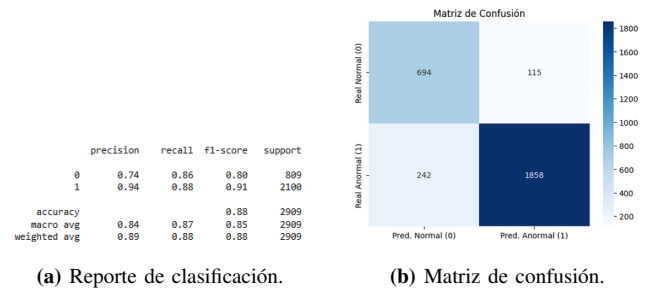 precision recall f1-score support
0 0.74 0.86 0.80 809
1 0.94 0.88 0.91 2100
accuracy 0.88 2909
macro avg 0.84 0.87 0.85 2909
weighted avg 0.89 0.88 0.88 2909
(a) Reporte de clasificación.
Matriz de Confusión
Real Normal (0)
694 115
Real Anormal (1)
242 1858
Pred. Normal (0) Pred. Anormal (1)
1800
1600
1400
1200
1000
800
600
400
200
(b) Matriz de confusión.